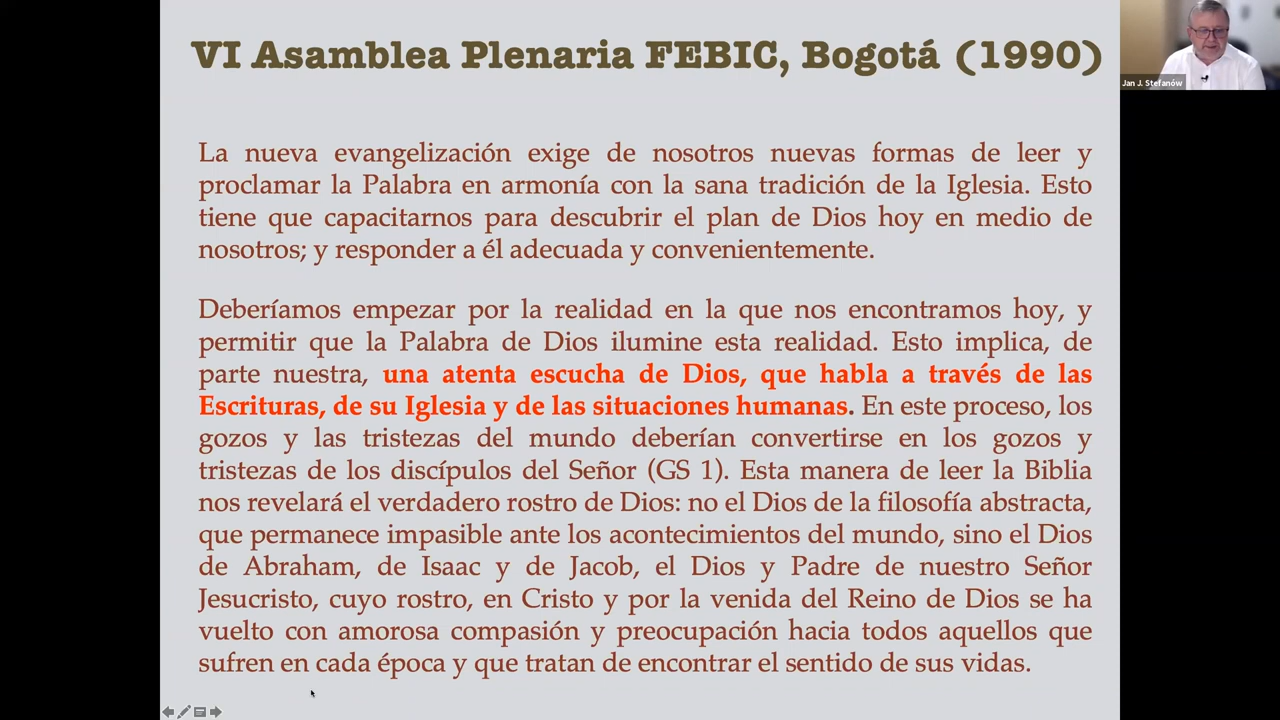 VI Asamblea Plenaria FEBIC, Bogotá (1990)
Jan J. Stefanów
La nueva evangelización exige de nosotros nuevas formas de leer y
proclamar la Palabra en armonía con la sana tradición de la Iglesia. Esto
tiene que capacitarnos para descubrir el plan de Dios hoy en medio de
nosotros; y responder a él adecuada y convenientemente.
Deberíamos empezar por la realidad en la que nos encontramos hoy, y
permitir que la Palabra de Dios ilumine esta realidad. Esto implica, de
parte nuestra, una atenta escucha de Dios, que habla a través de las
Escrituras, de su Iglesia y de las situaciones humanas. En este proceso, los
gozos y las tristezas del mundo deberían convertirse en los gozos y
tristezas de los discípulos del Señor (GS 1). Esta manera de leer la Biblia
nos revelará el verdadero rostro de Dios: no el Dios de la filosofía abstracta,
que permanece impasible ante los acontecimientos del mundo, sino el Dios
de Abraham, de Isaac y de Jacob, el Dios y Padre de nuestro Señor
Jesucristo, cuyo rostro, en Cristo y por la venida del Reino de Dios se ha
vuelto con amorosa compasión y preocupación hacia todos aquellos que
sufren en cada época y que tratan de encontrar el sentido de sus vidas.